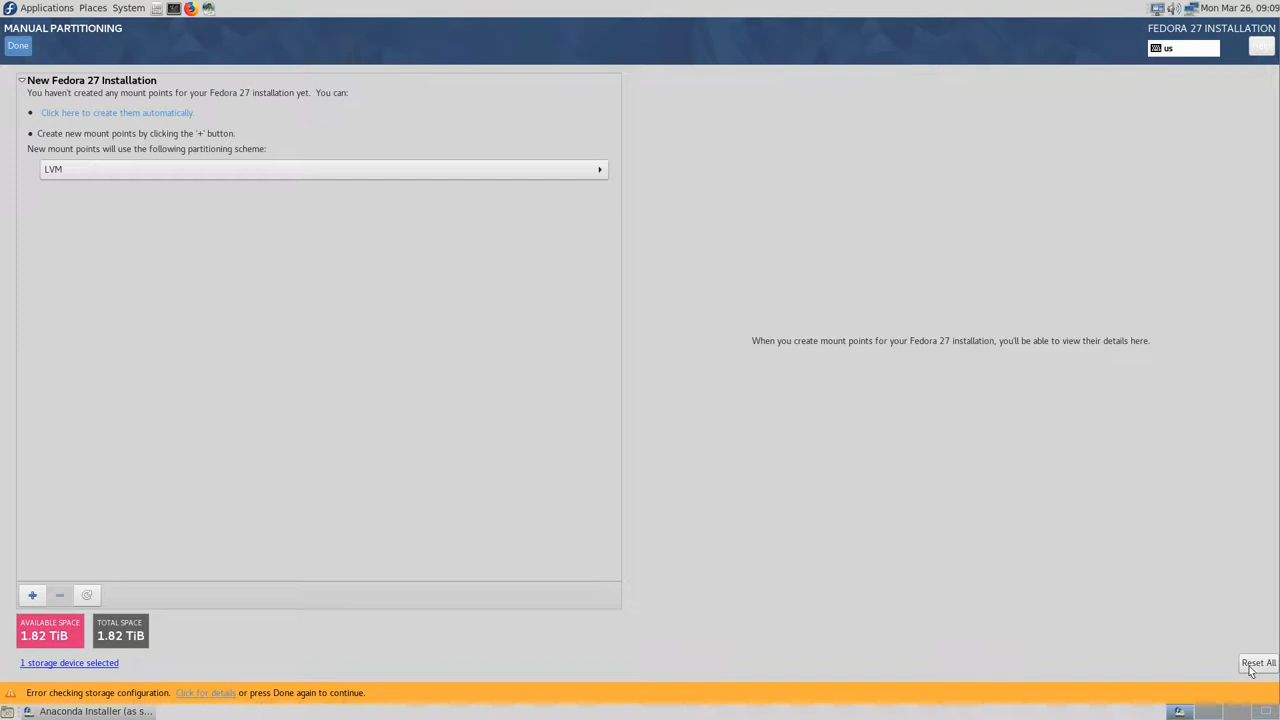 Applications Places System
Mon Mar 26, 09:09
MANUAL PARTITIONING
FEDORA 27 INSTALLATION
Done
us
Help!
New Fedora 27 Installation
You haven't created any mount points for your Fedora 27 installation yet. You can:
• Click here to create them automatically.
• Create new mount points by clicking the '+' button.
New mount points will use the following partitioning scheme:
LVM
When you create mount points for your Fedora 27 installation, you'll be able to view their details here.
AVAILABLE SPACE
1.82 TiB
TOTAL SPACE
1.82 TiB
1 storage device selected
Reset All
Error checking storage configuration. Click for details or press Done again to continue.
Anaconda Installer (as s...